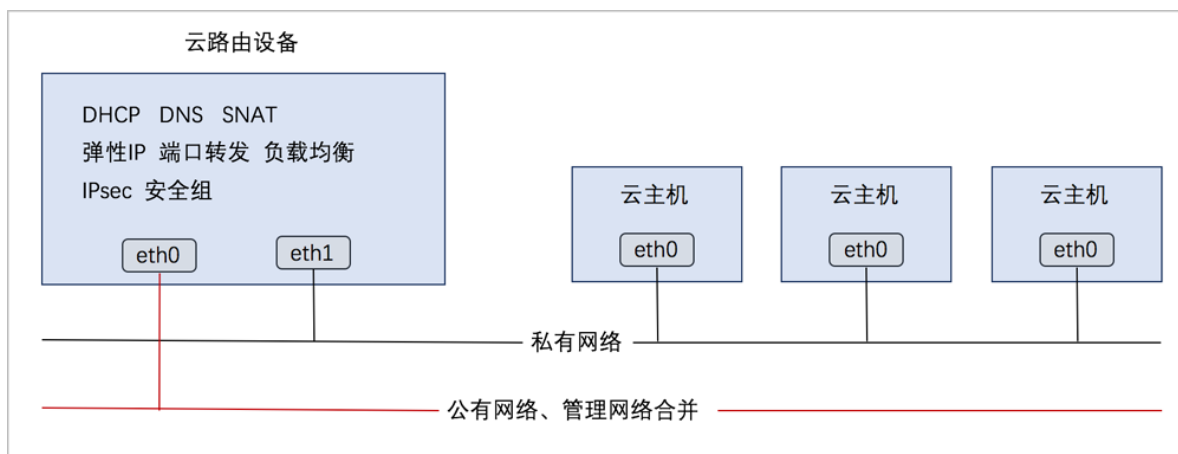 云路由设备
DHCP DNS SNAT
弹性IP 端口转发 负载均衡
IPsec 安全组
eth0
eth1
云主机
eth0
云主机
eth0
云主机
eth0
私有网络
公有网络、管理网络合并